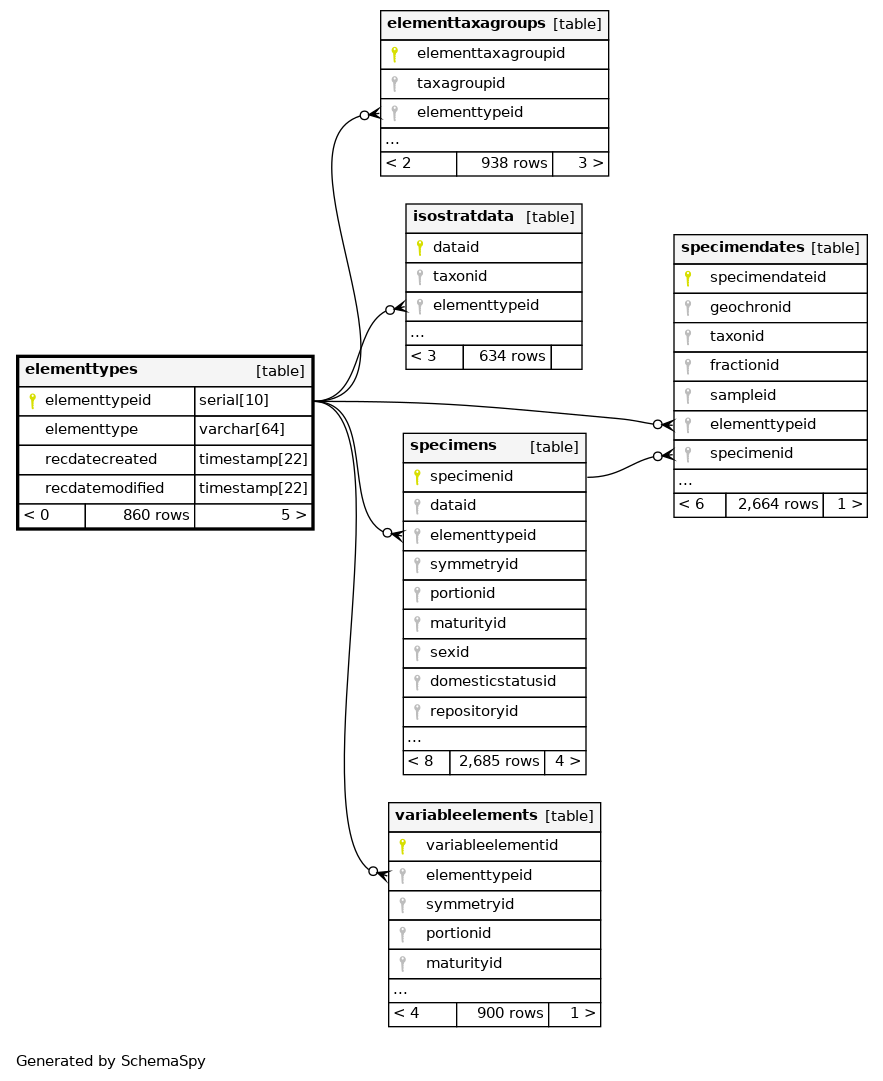 elementtaxagroups [table]
elementtaxagroupid
taxagroupid
elementtypeid
...
< 2 938 rows 3 >
isostratdata [table]
dataid
taxonid
elementtypeid
...
< 3 634 rows
specimendates [table]
specimendateid
geochronid
taxonid
fractionid
sampleid
elementtypeid
specimenid
...
< 6 2,664 rows 1 >
elementtypes [table]
elementtypeid serial[10]
elementtype varchar[64]
recdatecreated timestamp[22]
recdatemodified timestamp[22]
< 0 860 rows 5 >
specimens [table]
specimenid
dataid
elementtypeid
symmetryid
portionid
maturityid
sexid
domesticstatusid
repositoryid
...
< 8 2,685 rows 4 >
variableelements [table]
variableelementid
elementtypeid
symmetryid
portionid
maturityid
...
< 4 900 rows 1 >
Generated by SchemaSpy